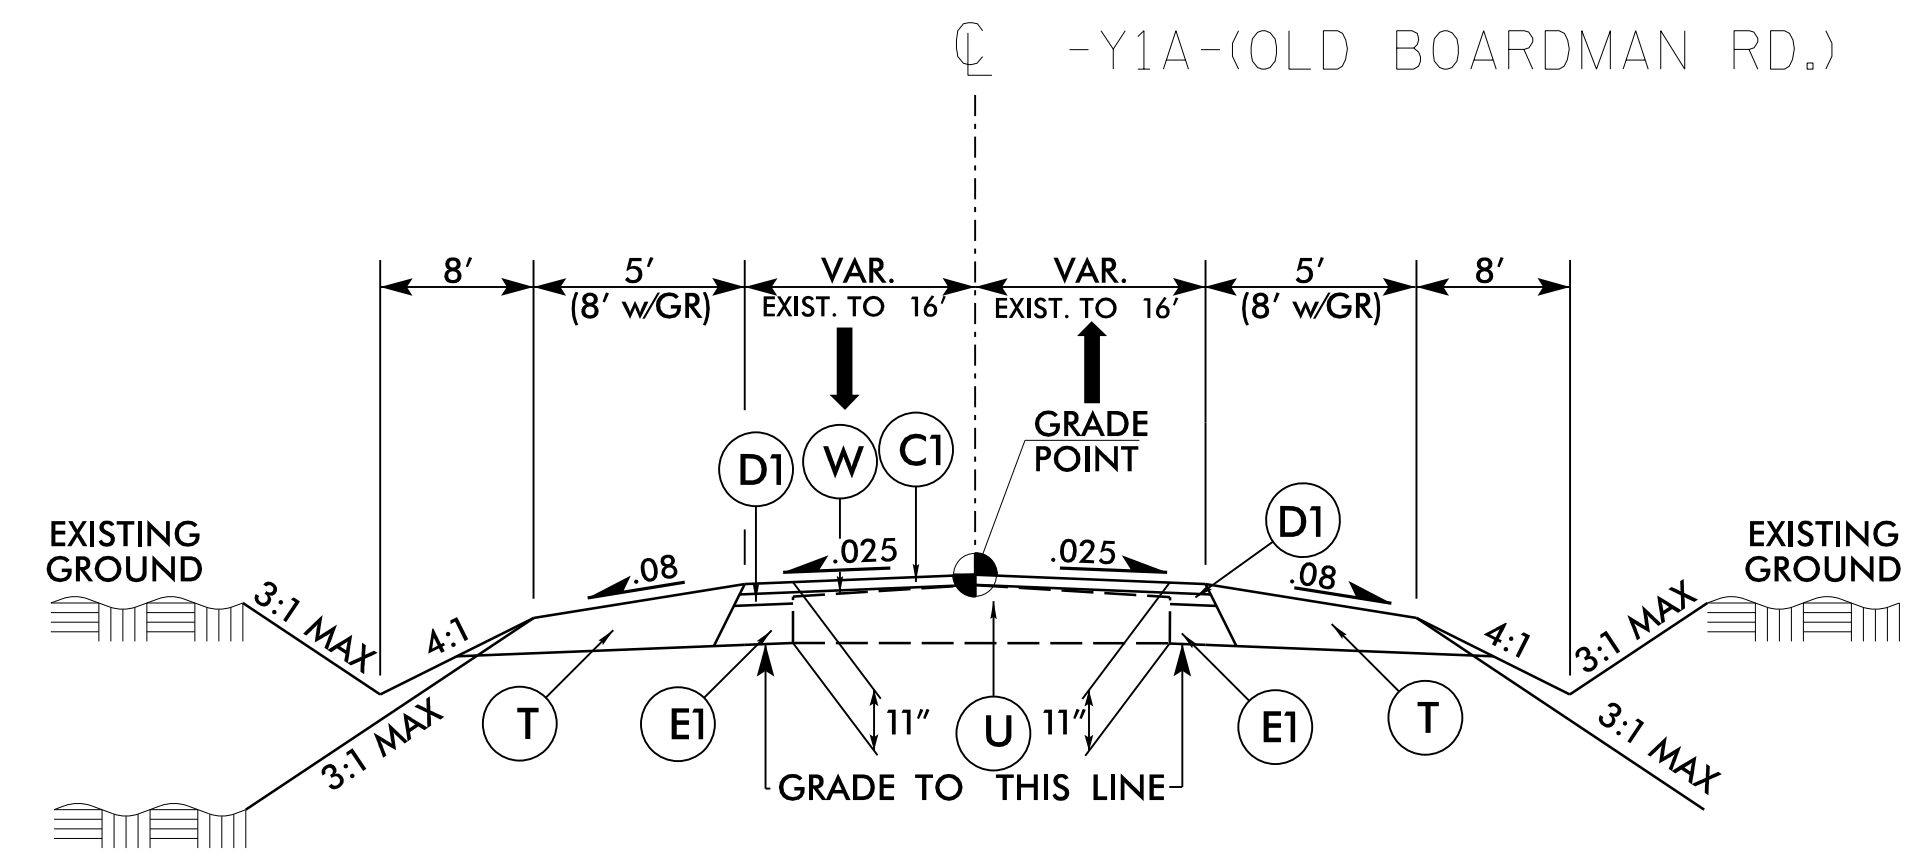 ℄ -Y1A-(OLD BOARDMAN RD.)
8' 5' VAR. VAR. 5' 8'
(8' w/GR) EXIST. TO 16' EXIST. TO 16' (8' w/GR)
GRADE
POINT
D1 W C1 D1
EXISTING
GROUND
EXISTING
GROUND
.08 .025 .025 .08
3:1 MAX 4:1 4:1 3:1 MAX
T E1 11" U 11" E1 T
3:1 MAX 3:1 MAX
GRADE TO THIS LINE